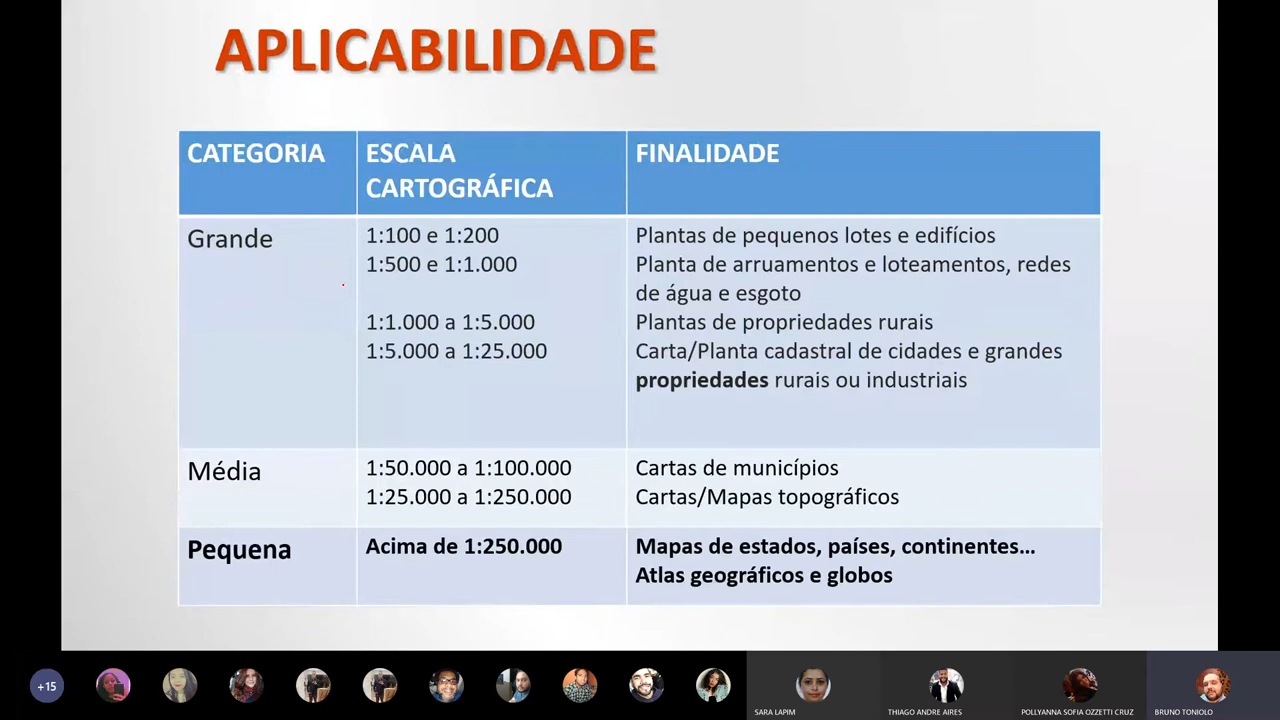 APLICABILIDADE
CATEGORIA
ESCALA
CARTOGRÁFICA
FINALIDADE
Grande
1:100 e 1:200
Plantas de pequenos lotes e edifícios
1:500 e 1:1.000
Planta de arruamentos e loteamentos, redes
de água e esgoto
1:1.000 a 1:5.000
Plantas de propriedades rurais
1:5.000 a 1:25.000
Carta/Planta cadastral de cidades e grandes
propriedades rurais ou industriais
Média
1:50.000 a 1:100.000
Cartas de municípios
1:25.000 a 1:250.000
Cartas/Mapas topográficos
Pequena
Acima de 1:250.000
Mapas de estados, países, continentes...
Atlas geográficos e globos
+15
SARA LAPIM
THIAGO ANDRE AIRES
POLLYANNA SOFIA OZZETTI CRUZ
BRUNO TONIOLO